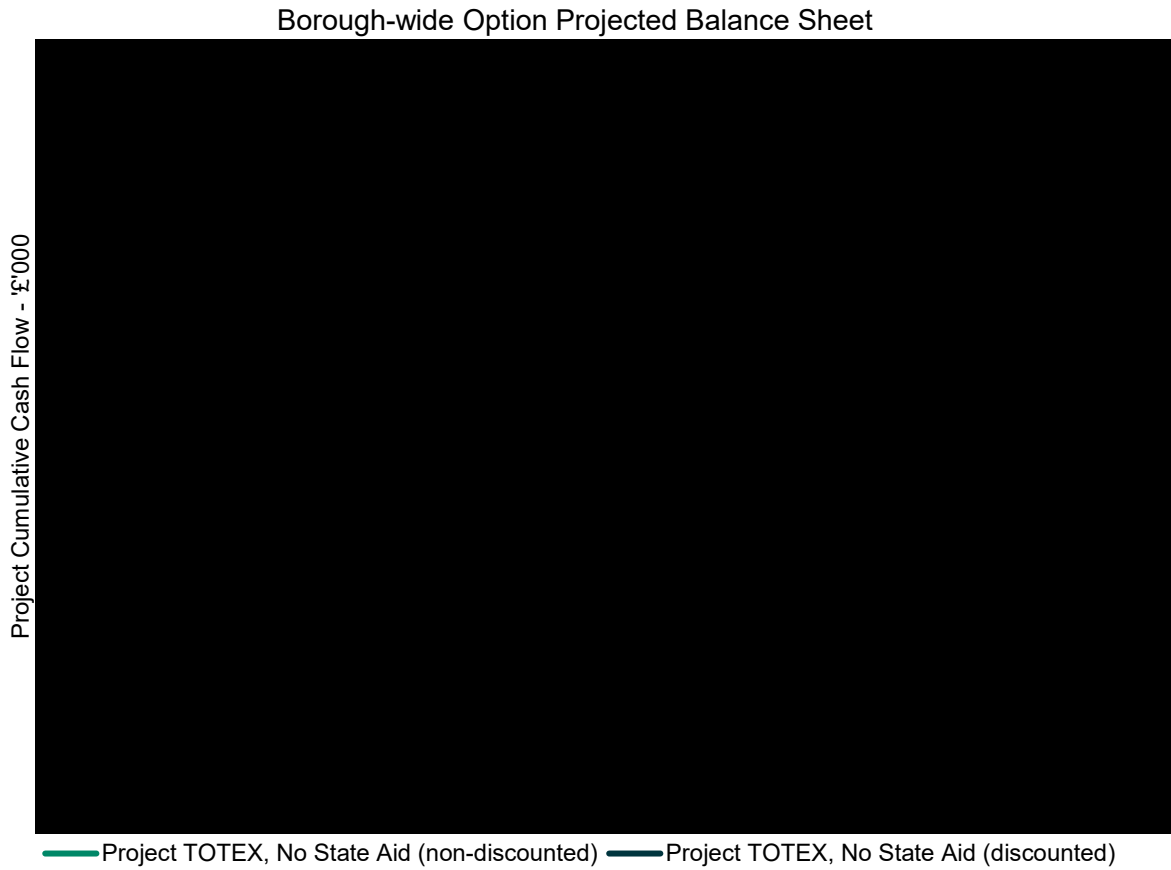 Borough-wide Option Projected Balance Sheet
Project Cumulative Cash Flow - '£'000
Project TOTEX, No State Aid (non-discounted)
Project TOTEX, No State Aid (discounted)